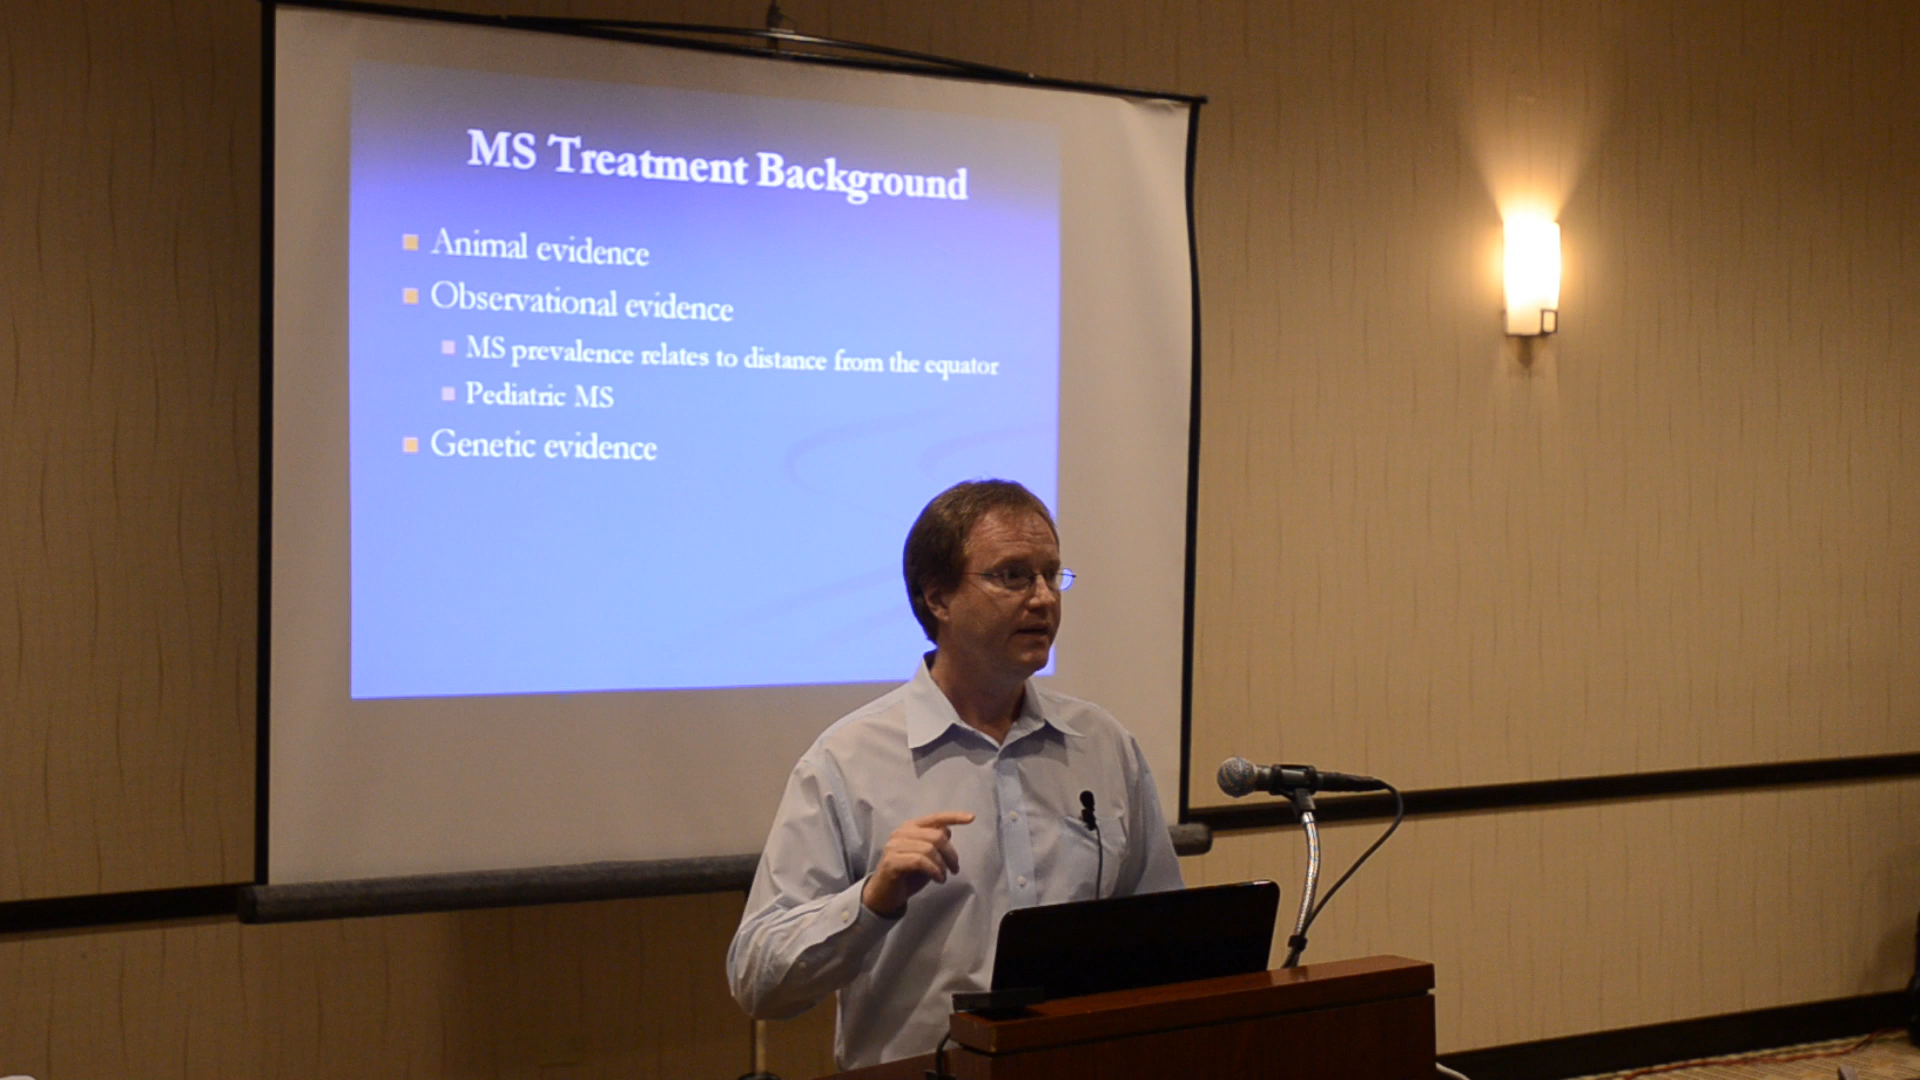 MS Treatment Background
Animal evidence
Observational evidence
MS prevalence relates to distance from the equator
Pediatric MS
Genetic evidence